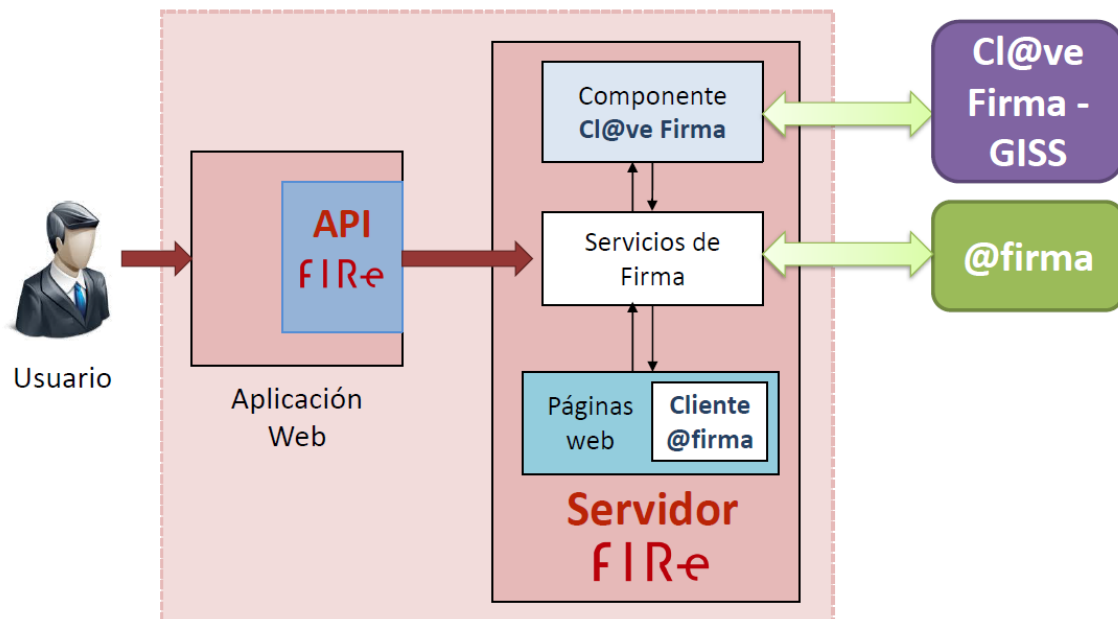 Usuario
API
FIRe
Aplicación
Web
Componente
Cl@ve Firma
Servicios de
Firma
Páginas
web
Cliente
@firma
Servidor
FIRe
Cl@ve
Firma -
GISS
@firma